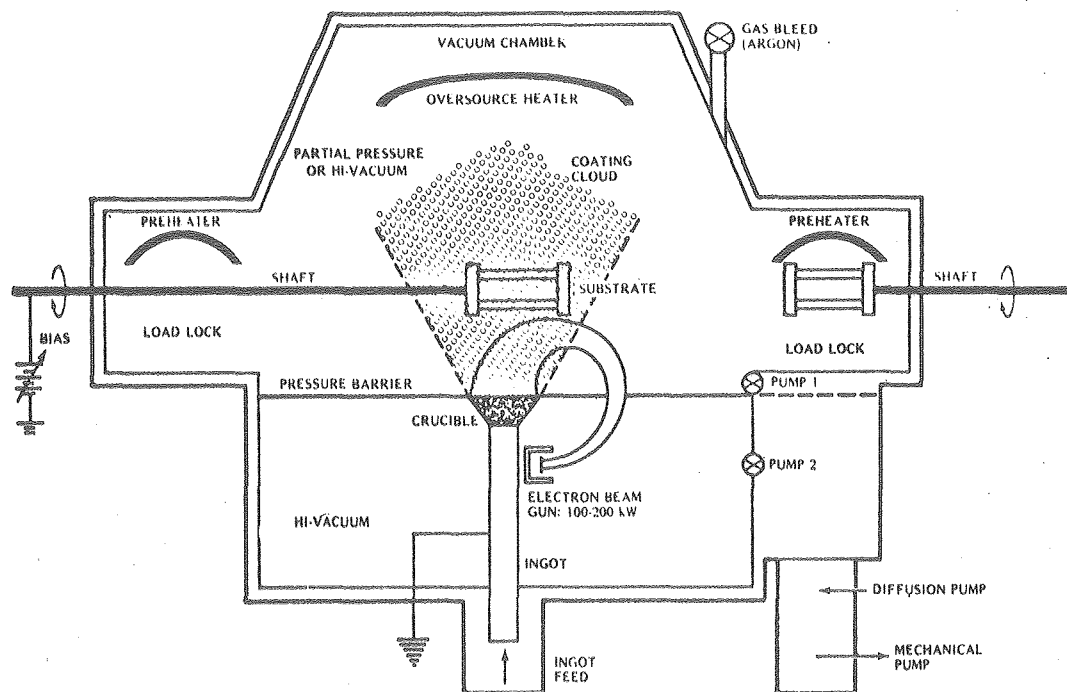 GAS BLEED
(ARGON)
VACUUM CHAMBER
OVERSOURCE HEATER
PARTIAL PRESSURE
OR HI-VACUUM
COATING
CLOUD
PREHEATER
PREHEATER
SHAFT
SUBSTRATE
SHAFT
BIAS
LOAD LOCK
LOAD LOCK
PRESSURE BARRIER
PUMP 1
CRUCIBLE
PUMP 2
ELECTRON BEAM
GUN: 100-200 kW
HI-VACUUM
INGOT
DIFFUSION PUMP
MECHANICAL
PUMP
INGOT
FEED